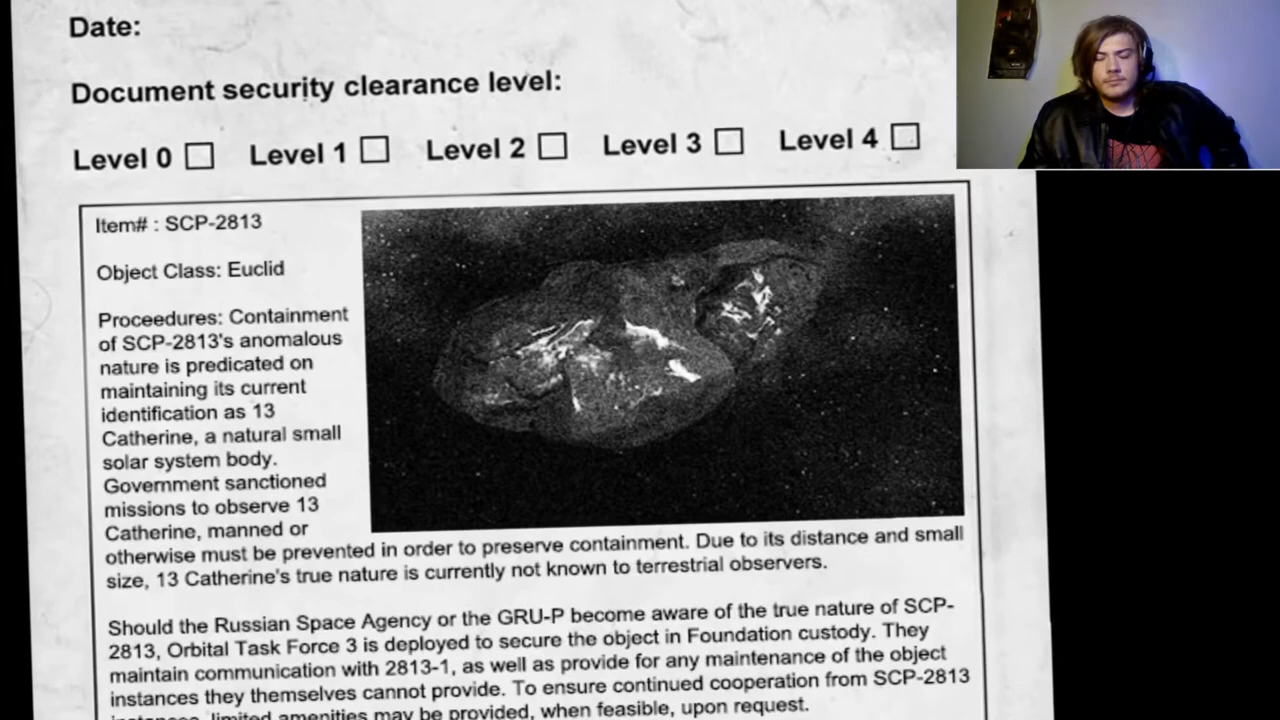 Date:
Document security clearance level:
Level 0 Level 1 Level 2 Level 3 Level 4
Item# : SCP-2813
Object Class: Euclid
Proceedures: Containment
of SCP-2813's anomalous
nature is predicated on
maintaining its current
identification as 13
Catherine, a natural small
solar system body.
Government sanctioned
missions to observe 13
Catherine, manned or
otherwise must be prevented in order to preserve containment. Due to its distance and small
size, 13 Catherine's true nature is currently not known to terrestrial observers.
Should the Russian Space Agency or the GRU-P become aware of the true nature of SCP-
2813, Orbital Task Force 3 is deployed to secure the object in Foundation custody. They
maintain communication with 2813-1, as well as provide for any maintenance of the object
instances they themselves cannot provide. To ensure continued cooperation from SCP-2813
instances, limited amenities may be provided, when feasible, upon request.